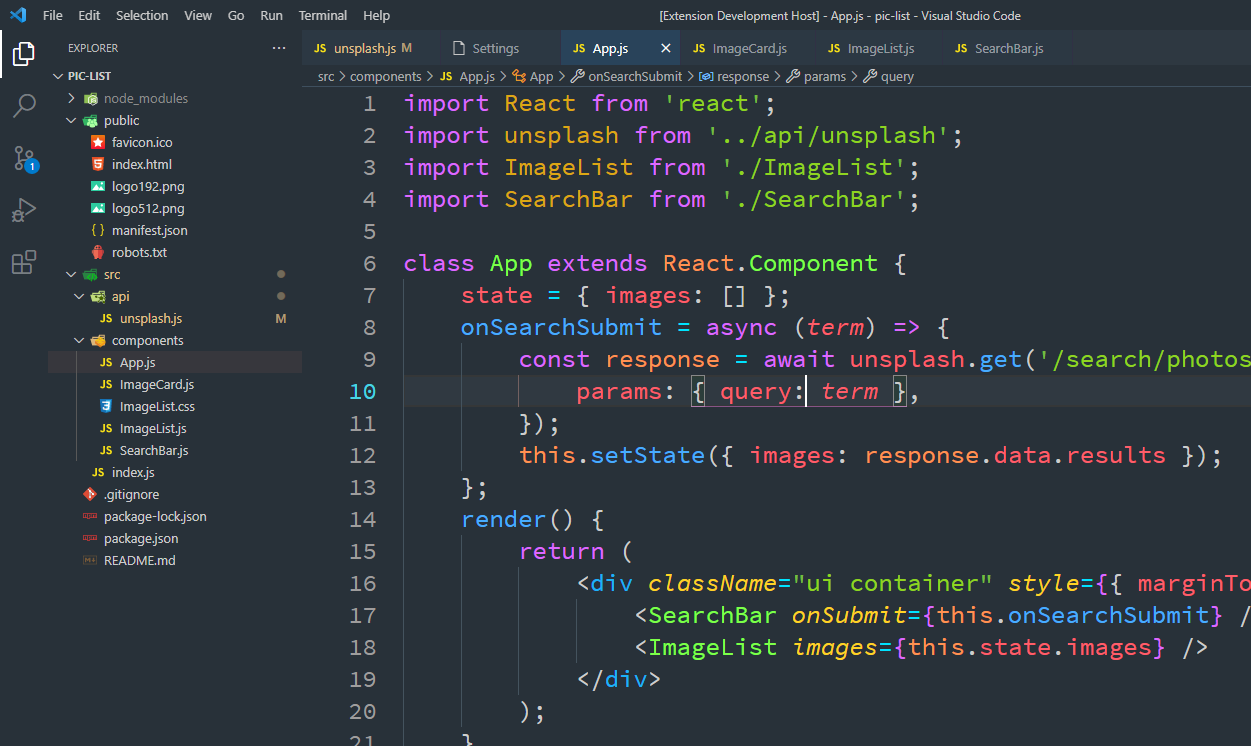 File Edit Selection View Go Run Terminal Help [Extension Development Host] - App.js - pic-list - Visual Studio Code
EXPLORER ···
PIC-LIST
node_modules
public
favicon.ico
index.html
logo192.png
logo512.png
manifest.json
robots.txt
src
api
unsplash.js M
components
App.js
ImageCard.js
ImageList.css
ImageList.js
SearchBar.js
index.js
.gitignore
package-lock.json
package.json
README.md
1
JS unsplash.js M Settings JS App.js × JS ImageCard.js JS ImageList.js JS SearchBar.js
src > components > JS App.js > App > onSearchSubmit > response > params > query
1 import React from 'react';
2 import unsplash from '../api/unsplash';
3 import ImageList from './ImageList';
4 import SearchBar from './SearchBar';
5
6 class App extends React.Component {
7 state = { images: [] };
8 onSearchSubmit = async (term) => {
9 const response = await unsplash.get('/search/photos
10 params: { query: term },
11 });
12 this.setState({ images: response.data.results });
13 };
14 render() {
15 return (
16 <div className="ui container" style={{ marginTo
17 <SearchBar onSubmit={this.onSearchSubmit} /
18 <ImageList images={this.state.images} />
19 </div>
20 );
21 }